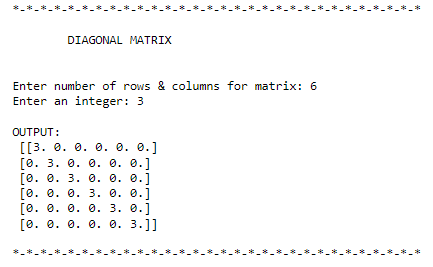 *-*-*-*-*-*-*-*-*-*-*-*-*-*-*-*-*-*-*-*-*-*-*-*-*-*-*-*-*-*
DIAGONAL MATRIX
Enter number of rows & columns for matrix: 6
Enter an integer: 3
OUTPUT:
[[3. 0. 0. 0. 0. 0.]
[0. 3. 0. 0. 0. 0.]
[0. 0. 3. 0. 0. 0.]
[0. 0. 0. 3. 0. 0.]
[0. 0. 0. 0. 3. 0.]
[0. 0. 0. 0. 0. 3.]]
*-*-*-*-*-*-*-*-*-*-*-*-*-*-*-*-*-*-*-*-*-*-*-*-*-*-*-*-*-*